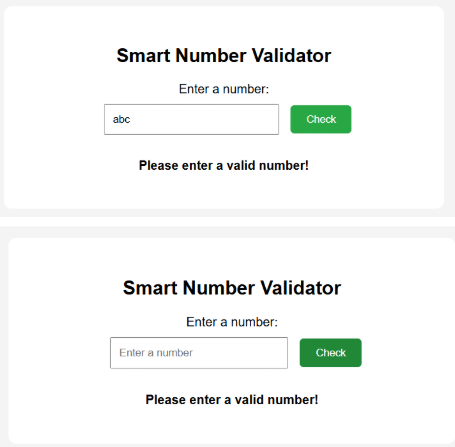 Smart Number Validator
Enter a number:
abc Check
Please enter a valid number!
Smart Number Validator
Enter a number:
Enter a number Check
Please enter a valid number!